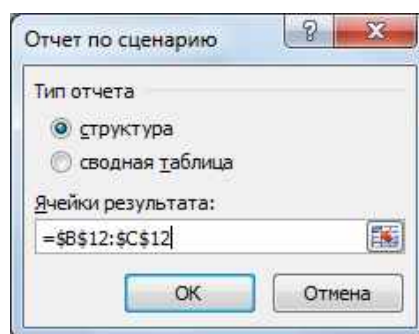 Отчет по сценарию
Тип отчета
структура
сводная таблица
Ячейки результата:
=$B$12:$C$12
OK
Отмена